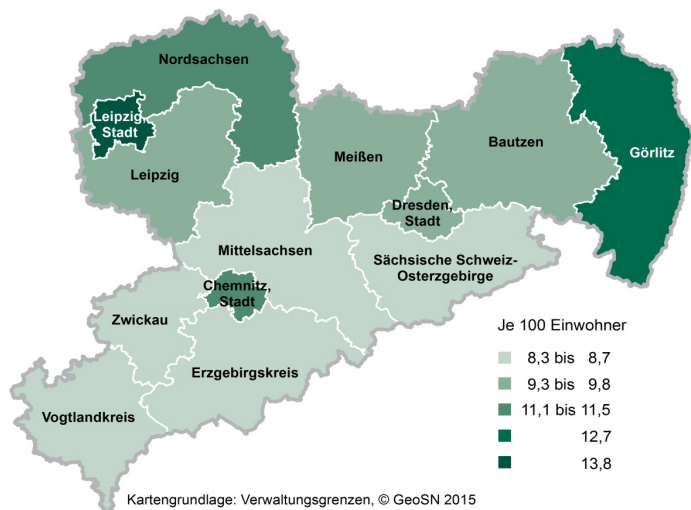 Nordsachsen
Leipzig,
Stadt
Leipzig
Meißen
Bautzen
Görlitz
Dresden,
Stadt
Mittelsachsen
Sächsische Schweiz-
Osterzgebirge
Chemnitz,
Stadt
Zwickau
Erzgebirgskreis
Vogtlandkreis
Je 100 Einwohner
8,3 bis 8,7
9,3 bis 9,8
11,1 bis 11,5
12,7
13,8
Kartengrundlage: Verwaltungsgrenzen, © GeoSN 2015